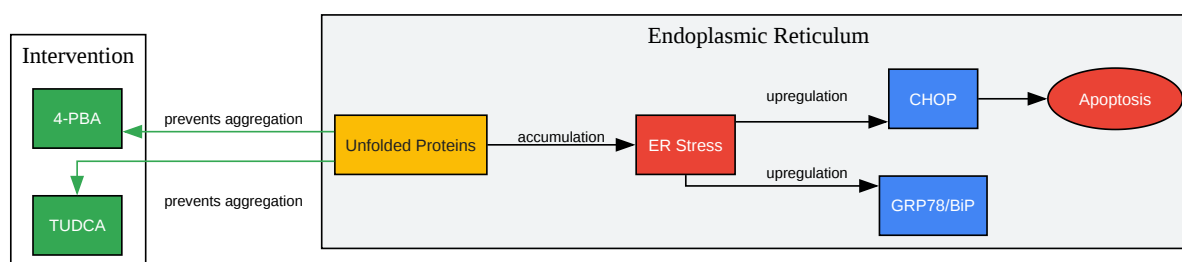 Intervention
4-PBA
TUDCA
prevents aggregation
prevents aggregation
Endoplasmic Reticulum
Unfolded Proteins
accumulation
ER Stress
upregulation
upregulation
CHOP
GRP78/BiP
Apoptosis